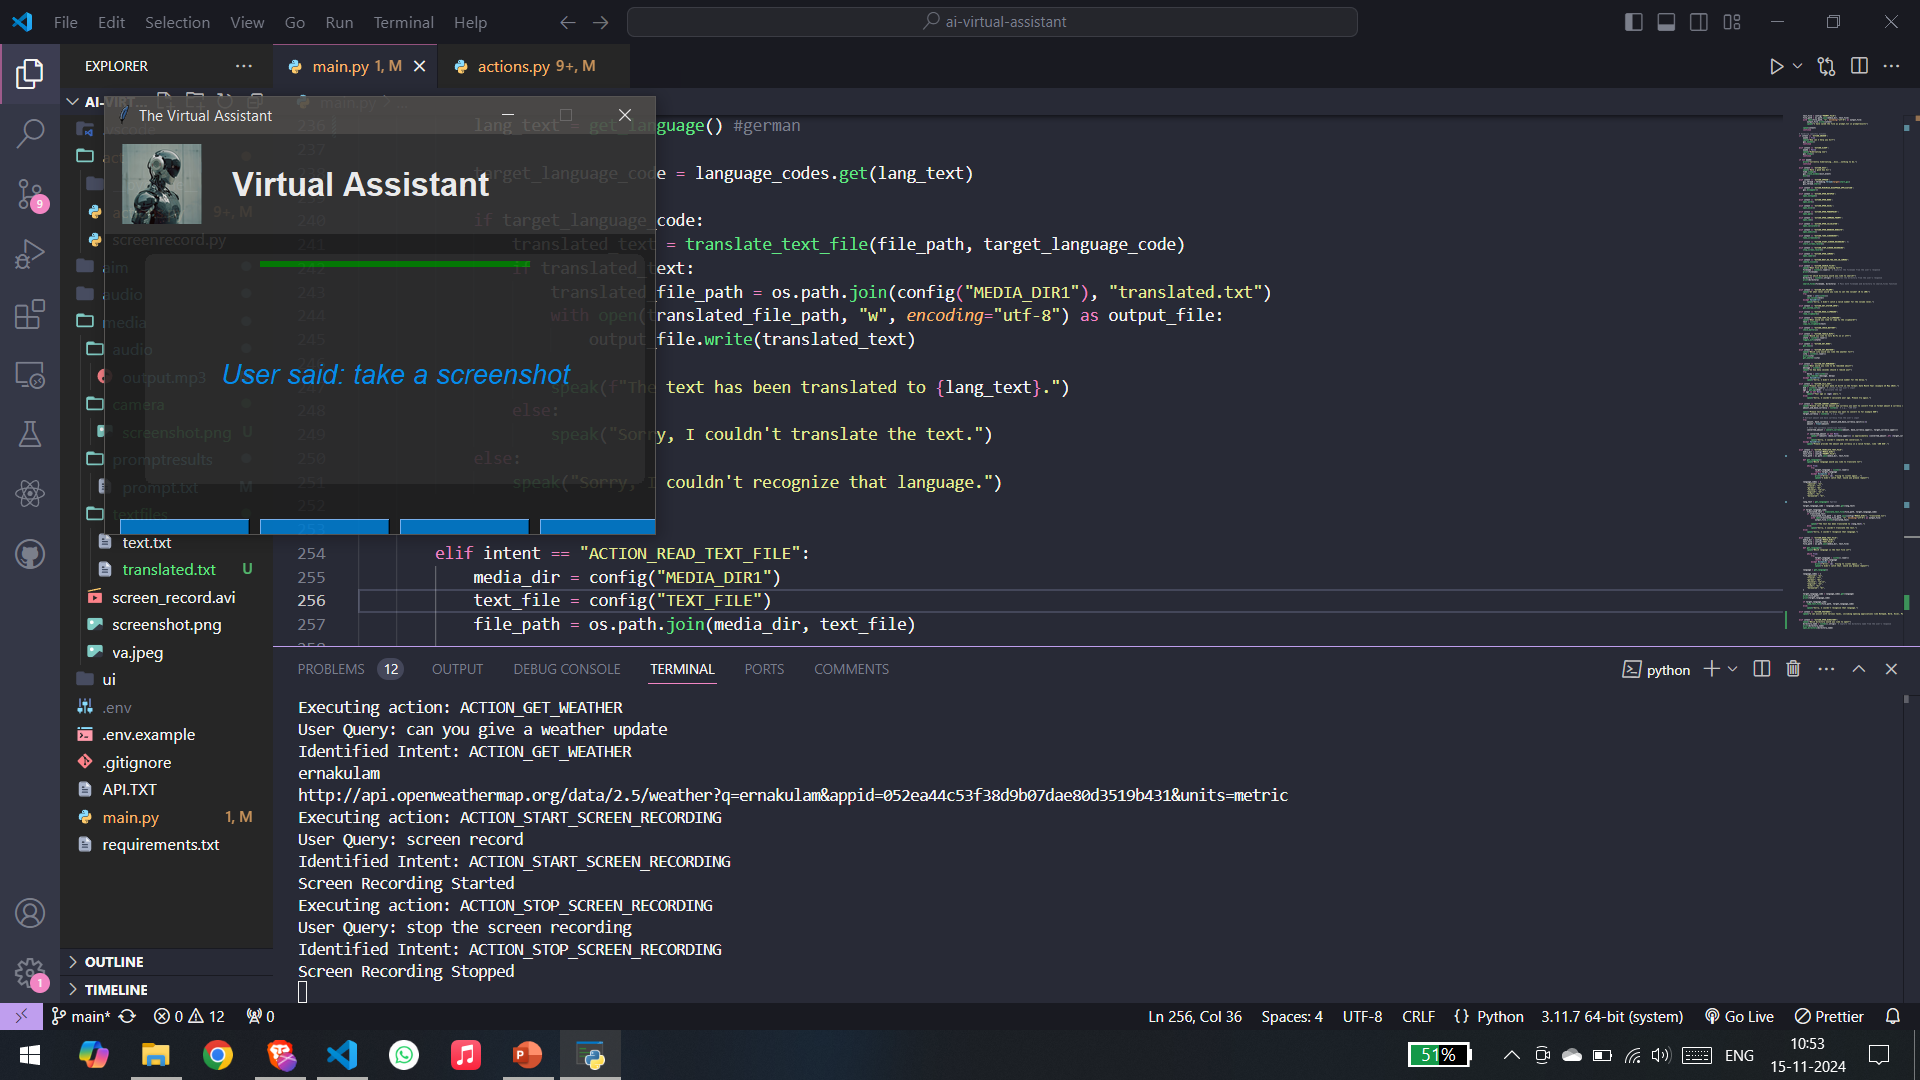 File Edit Selection View Go Run Terminal Help
ai-virtual-assistant
EXPLORER
main.py 1, M
actions.py 9+, M
AI-VIRT...
main.py > ...
The Virtual Assistant
Virtual Assistant
User said: take a screenshot
236 lang_text = get_language() #german
237
target_language_code = language_codes.get(lang_text)
240 if target_language_code:
241 translated_text = translate_text_file(file_path, target_language_code)
242 if translated_text:
243 translated_file_path = os.path.join(config("MEDIA_DIR1"), "translated.txt")
244 with open(translated_file_path, "w", encoding="utf-8") as output_file:
245 output_file.write(translated_text)
speak(f"The text has been translated to {lang_text}.")
248 else:
249 speak("Sorry, I couldn't translate the text.")
250 else:
251 speak("Sorry, I couldn't recognize that language.")
252
253
254 elif intent == "ACTION_READ_TEXT_FILE":
255 media_dir = config("MEDIA_DIR1")
256 text_file = config("TEXT_FILE")
257 file_path = os.path.join(media_dir, text_file)
9+, M
screenrecord.py
aim
audio
media
audio
output.mp3
camera
screenshot.png U
promptresults
prompt.txt M
textfiles
text.txt
translated.txt U
screen_record.avi
screenshot.png
va.jpeg
ui
.env
.env.example
.gitignore
API.TXT
main.py 1, M
requirements.txt
OUTLINE
TIMELINE
9
1
PROBLEMS 12 OUTPUT DEBUG CONSOLE TERMINAL PORTS COMMENTS
python
Executing action: ACTION_GET_WEATHER
User Query: can you give a weather update
Identified Intent: ACTION_GET_WEATHER
ernakulam
http://api.openweathermap.org/data/2.5/weather?q=ernakulam&appid=052ea44c53f38d9b07dae80d3519b431&units=metric
Executing action: ACTION_START_SCREEN_RECORDING
User Query: screen record
Identified Intent: ACTION_START_SCREEN_RECORDING
Screen Recording Started
Executing action: ACTION_STOP_SCREEN_RECORDING
User Query: stop the screen recording
Identified Intent: ACTION_STOP_SCREEN_RECORDING
Screen Recording Stopped
main* 0 12 0
Ln 256, Col 36 Spaces: 4 UTF-8 CRLF {} Python 3.11.7 64-bit (system) Go Live Prettier
51% ENG
10:53
15-11-2024